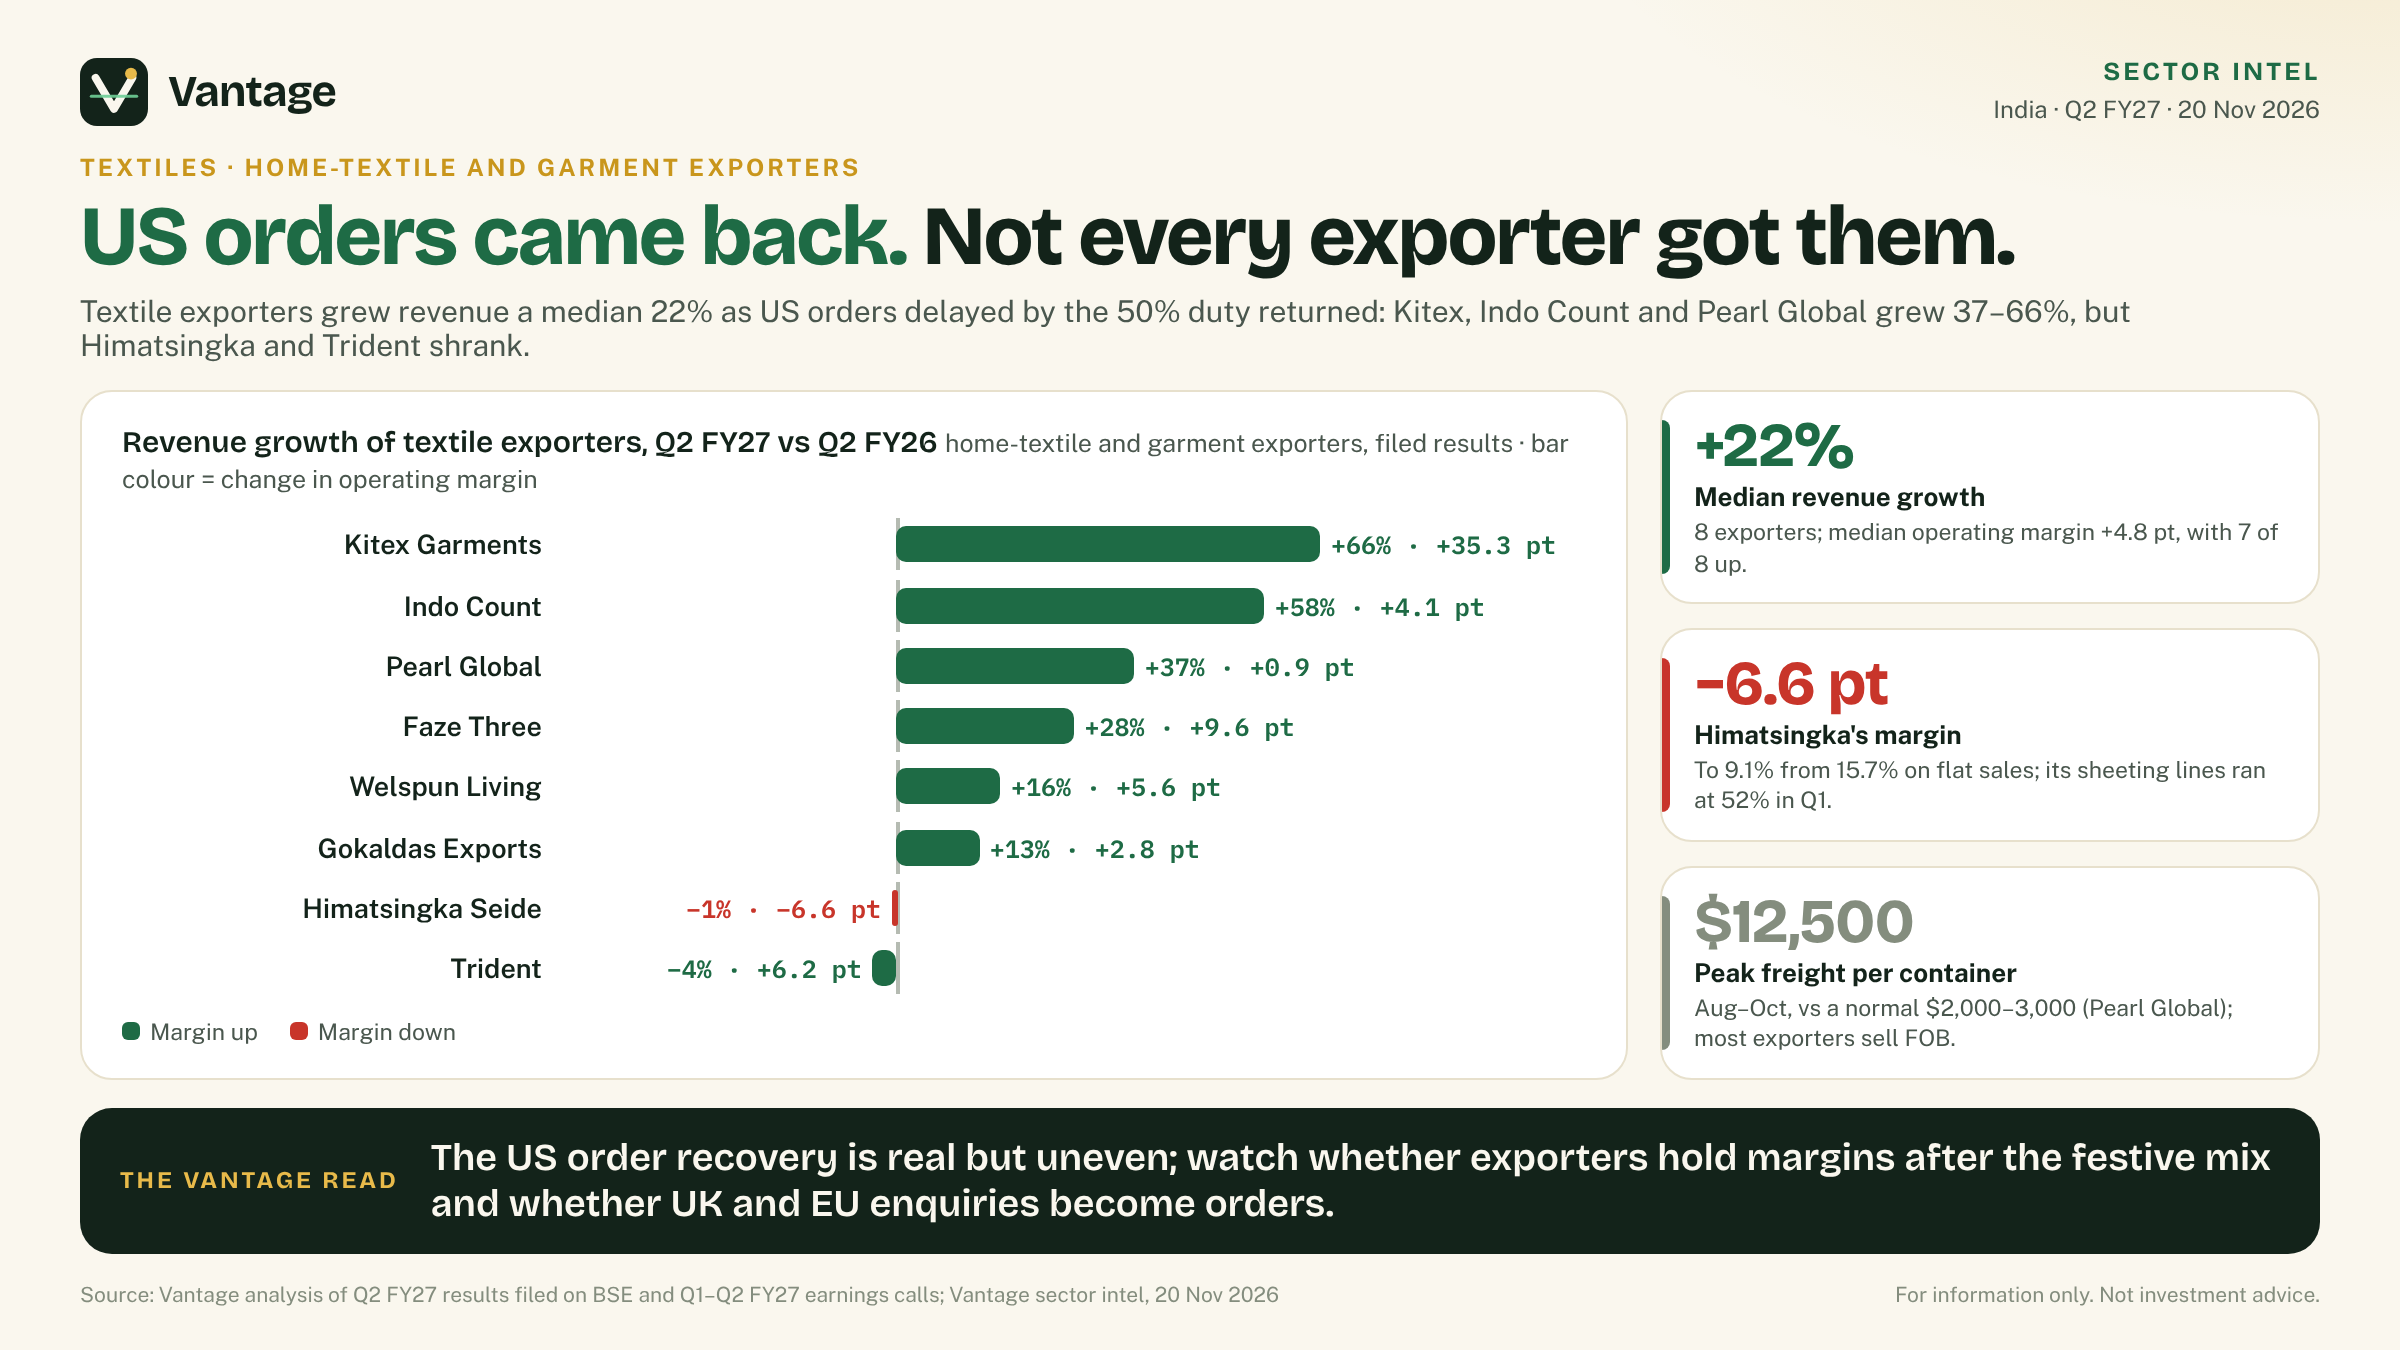 Vantage
SECTOR INTEL
India · Q2 FY27 · 20 Nov 2026
TEXTILES · HOME-TEXTILE AND GARMENT EXPORTERS
US orders came back. Not every exporter got them.
Textile exporters grew revenue a median 22% as US orders delayed by the 50% duty returned: Kitex, Indo Count and Pearl Global grew 37–66%, but
Himatsingka and Trident shrank.
Revenue growth of textile exporters, Q2 FY27 vs Q2 FY26 home-textile and garment exporters, filed results · bar
colour = change in operating margin
Kitex Garments +66% · +35.3 pt
Indo Count +58% · +4.1 pt
Pearl Global +37% · +0.9 pt
Faze Three +28% · +9.6 pt
Welspun Living +16% · +5.6 pt
Gokaldas Exports +13% · +2.8 pt
Himatsingka Seide −1% · −6.6 pt
Trident −4% · +6.2 pt
Margin up Margin down
+22%
Median revenue growth
8 exporters; median operating margin +4.8 pt, with 7 of
8 up.
−6.6 pt
Himatsingka's margin
To 9.1% from 15.7% on flat sales; its sheeting lines ran
at 52% in Q1.
$12,500
Peak freight per container
Aug–Oct, vs a normal $2,000–3,000 (Pearl Global);
most exporters sell FOB.
THE VANTAGE READ
The US order recovery is real but uneven; watch whether exporters hold margins after the festive mix
and whether UK and EU enquiries become orders.
Source: Vantage analysis of Q2 FY27 results filed on BSE and Q1–Q2 FY27 earnings calls; Vantage sector intel, 20 Nov 2026
For information only. Not investment advice.